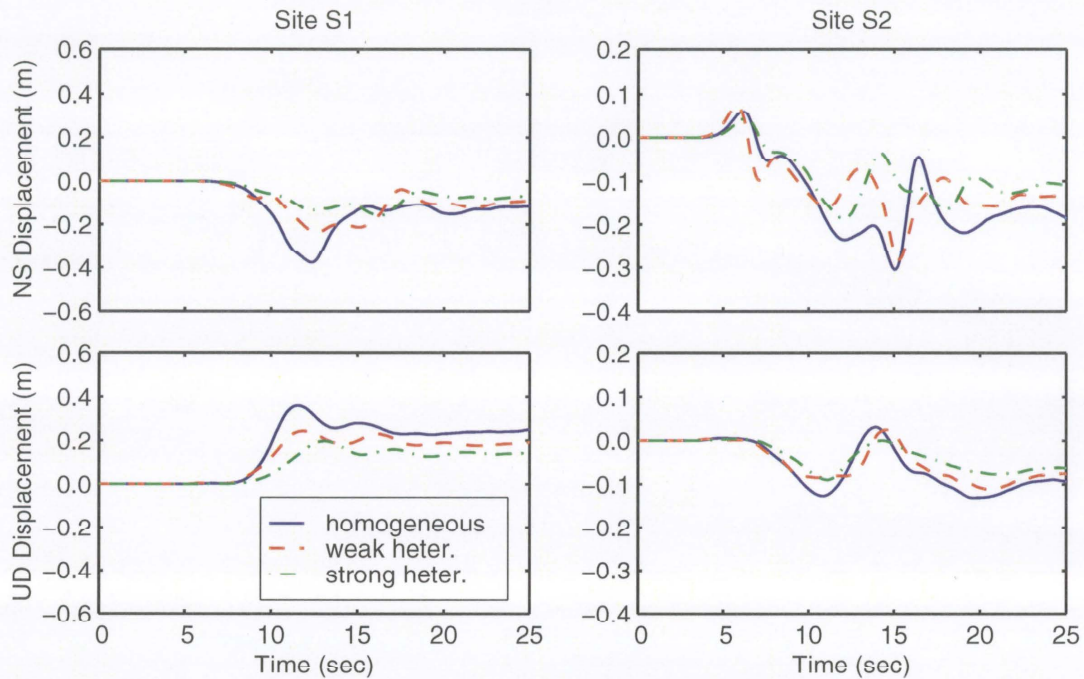 Site S1
Site S2
NS Displacement (m)
0.6
0.4
0.2
0.0
−0.2
−0.4
−0.6
0.2
0.1
0.0
−0.1
−0.2
−0.3
−0.4
UD Displacement (m)
0.6
0.4
0.2
0.0
−0.2
−0.4
−0.6
homogeneous
weak heter.
strong heter.
0.2
0.1
0.0
−0.1
−0.2
−0.3
−0.4
0 5 10 15 20 25
0 5 10 15 20 25
Time (sec)
Time (sec)